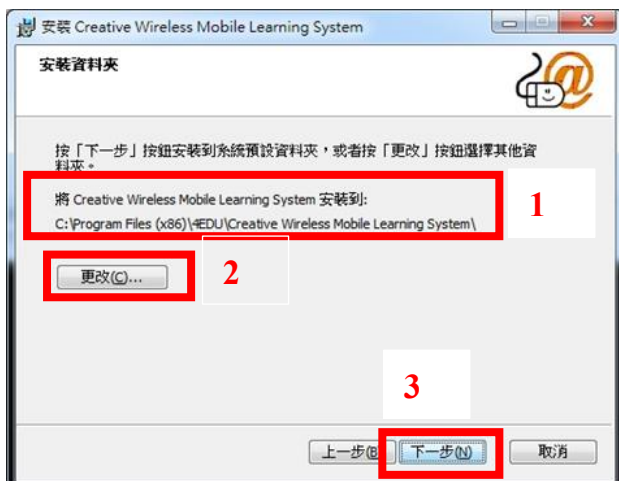 安裝 Creative Wireless Mobile Learning System
安裝資料夾
按「下一步」按鈕安裝到系統預設資料夾，或者按「更改」按鈕選擇其他資
料夾。
將 Creative Wireless Mobile Learning System 安裝到:
C:\Program Files (x86)\4EDU\Creative Wireless Mobile Learning System\
1
更改(C)...
2
3
上一步(B
下一步(N)
取消